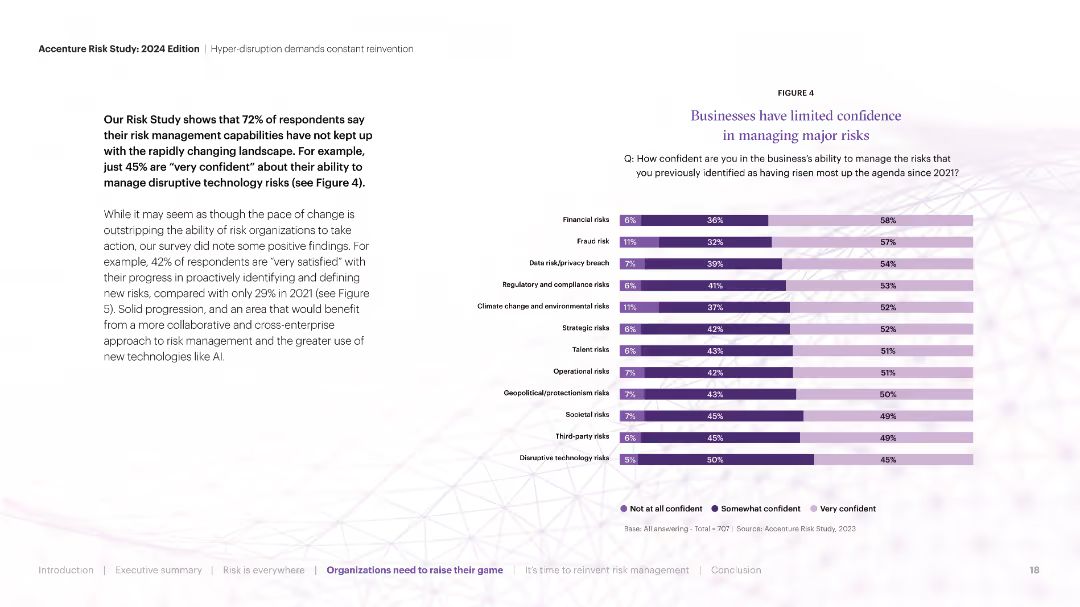 Accenture Risk Study: 2024 Edition | Hyper-disruption demands constant reinvention
Our Risk Study shows that 72% of respondents say
their risk management capabilities have not kept up
with the rapidly changing landscape. For example,
just 45% are “very confident” about their ability to
manage disruptive technology risks (see Figure 4).
While it may seem as though the pace of change is
outstripping the ability of risk organizations to take
action, our survey did note some positive findings. For
example, 42% of respondents are “very satisfied” with
their progress in proactively identifying and defining
new risks, compared with only 29% in 2021 (see Figure
5). Solid progression, and an area that would benefit
from a more collaborative and cross-enterprise
approach to risk management and the greater use of
new technologies like AI.
FIGURE 4
Businesses have limited confidence
in managing major risks
Q: How confident are you in the business’s ability to manage the risks that
you previously identified as having risen most up the agenda since 2021?
Financial risks 6% 36% 58%
Fraud risk 11% 32% 57%
Data risk/privacy breach 7% 39% 54%
Regulatory and compliance risks 6% 41% 53%
Climate change and environmental risks 11% 37% 52%
Strategic risks 6% 42% 52%
Talent risks 6% 43% 51%
Operational risks 7% 42% 51%
Geopolitical/protectionism risks 7% 43% 50%
Societal risks 7% 45% 49%
Third-party risks 6% 45% 49%
Disruptive technology risks 5% 50% 45%
Not at all confident Somewhat confident Very confident
Base: All answering - Total = 707 | Source: Accenture Risk Study, 2023
Introduction | Executive summary | Risk is everywhere | Organizations need to raise their game | It’s time to reinvent risk management | Conclusion
18